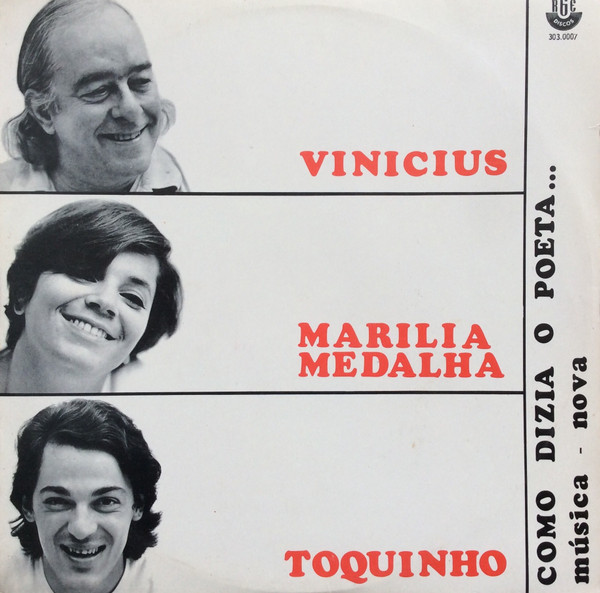 RGE
DISCOS
303.0007
VINICIUS
MARILIA
MEDALHA
TOQUINHO
COMO DIZIA O POETA...
música - nova